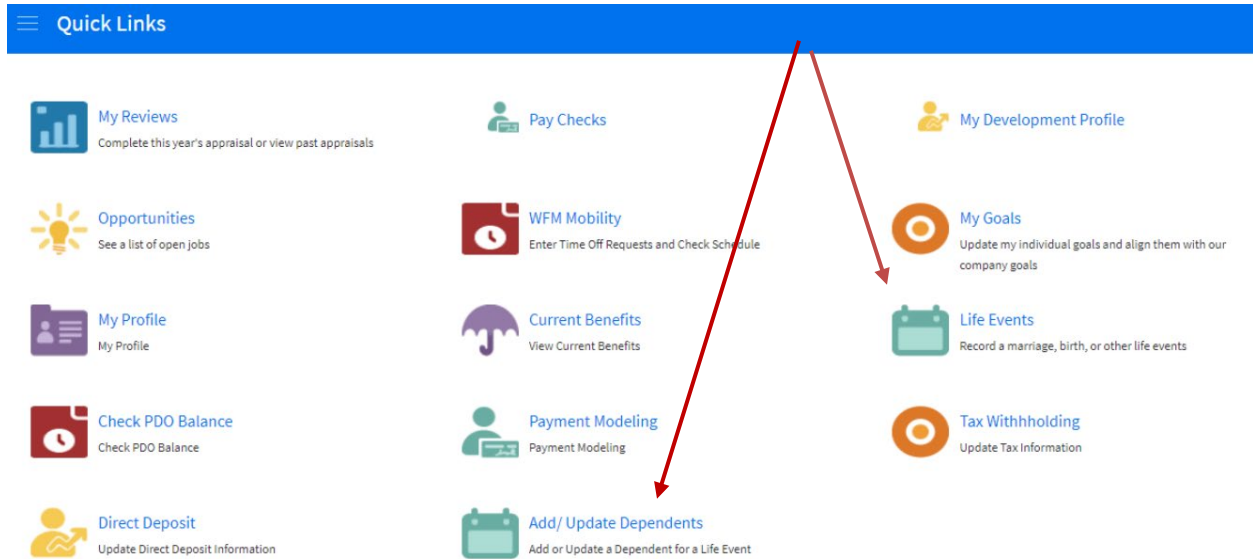 Quick Links
My Reviews
Complete this year's appraisal or view past appraisals
Pay Checks
My Development Profile
Opportunities
See a list of open jobs
WFM Mobility
Enter Time Off Requests and Check Schedule
My Goals
Update my individual goals and align them with our
company goals
My Profile
My Profile
Current Benefits
View Current Benefits
Life Events
Record a marriage, birth, or other life events
Check PDO Balance
Check PDO Balance
Payment Modeling
Payment Modeling
Tax Withhholding
Update Tax Information
Direct Deposit
Update Direct Deposit Information
Add/ Update Dependents
Add or Update a Dependent for a Life Event